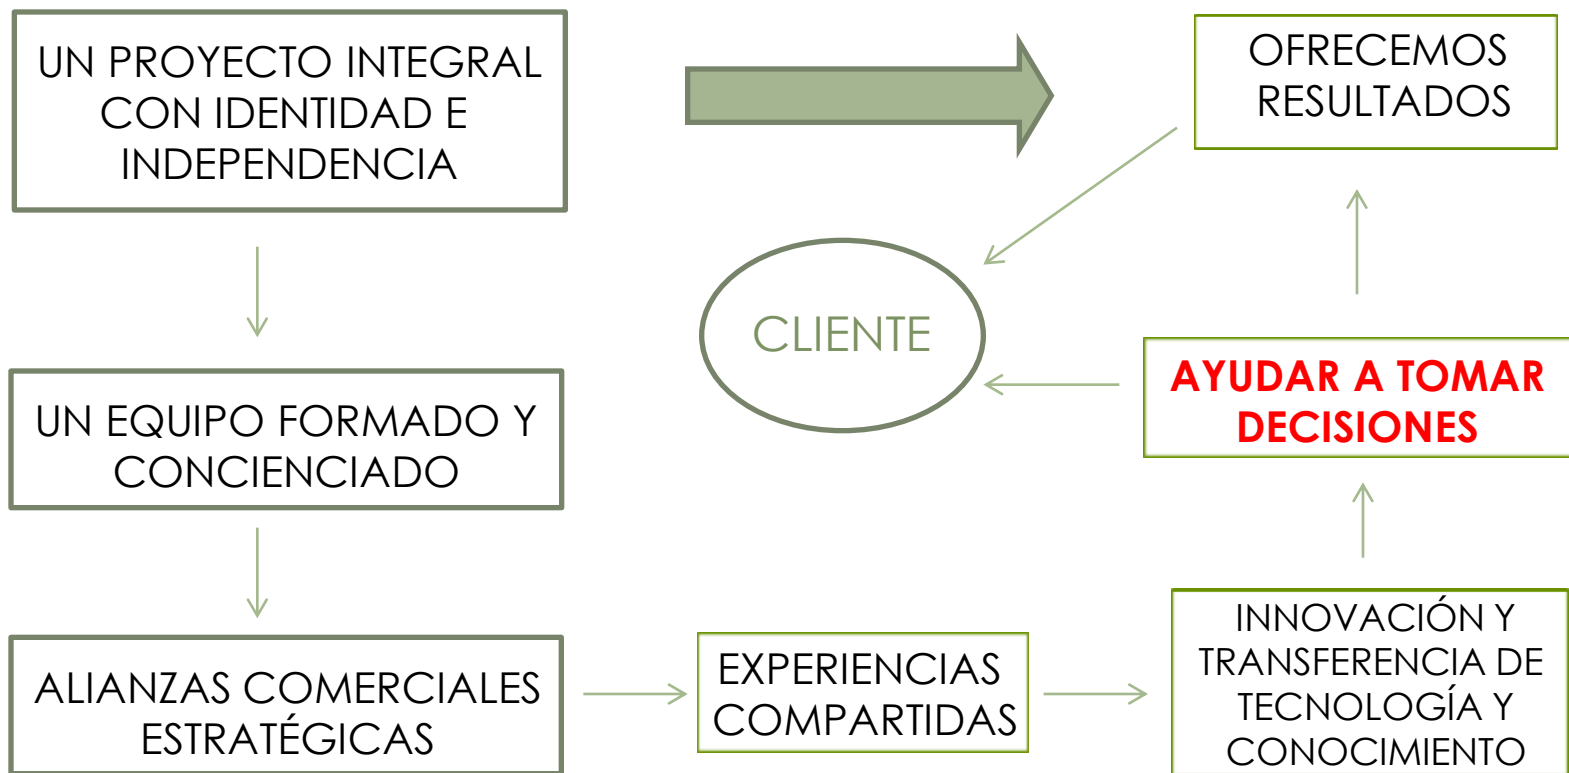 UN PROYECTO INTEGRAL
CON IDENTIDAD E
INDEPENDENCIA
OFRECEMOS
RESULTADOS
CLIENTE
AYUDAR A TOMAR
DECISIONES
UN EQUIPO FORMADO Y
CONCIENCIADO
ALIANZAS COMERCIALES
ESTRATÉGICAS
EXPERIENCIAS
COMPARTIDAS
INNOVACIÓN Y
TRANSFERENCIA DE
TECNOLOGÍA Y
CONOCIMIENTO